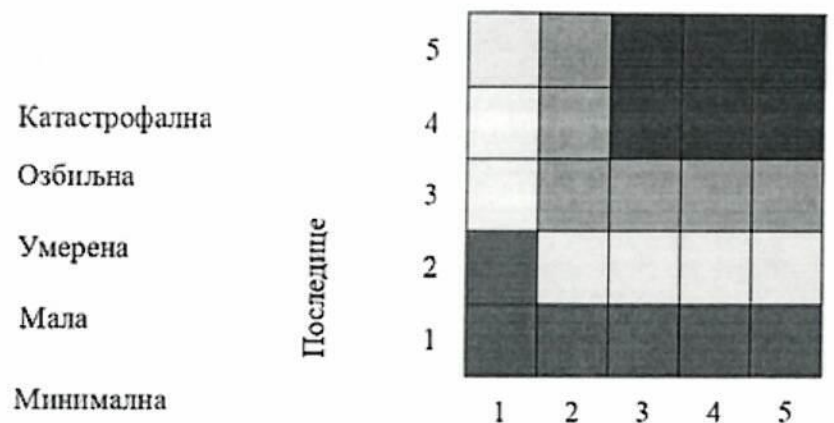 5
Катастрофална
4
Озбиљна
3
Умерена
2
Мала
Последице
1
Минимална
1 2 3 4 5